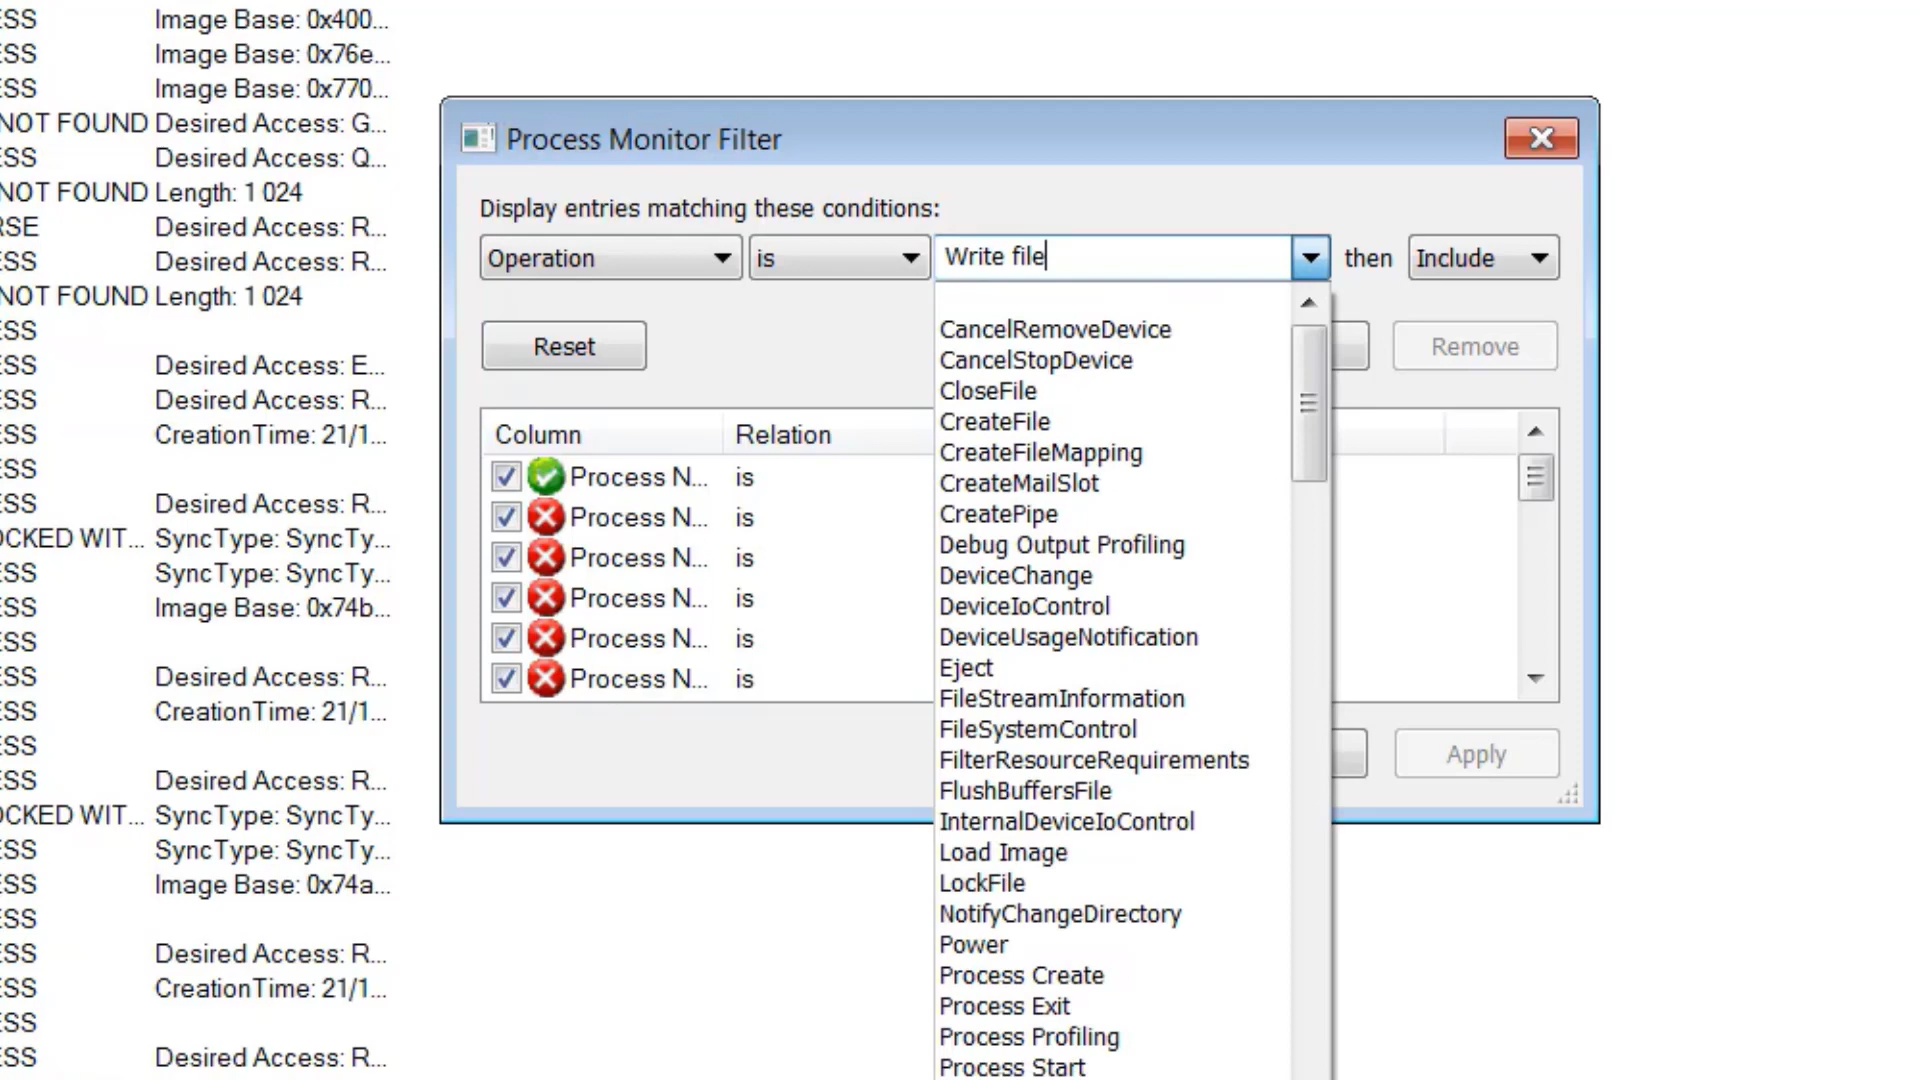 ESS Image Base: 0x400...
ESS Image Base: 0x76e...
ESS Image Base: 0x770...
NOT FOUND Desired Access: G...
ESS Desired Access: Q...
NOT FOUND Length: 1 024
RSE Desired Access: R...
ESS Desired Access: R...
NOT FOUND Length: 1 024
ESS
ESS Desired Access: E...
ESS Desired Access: R...
ESS CreationTime: 21/1...
ESS
ESS Desired Access: R...
OCKED WIT... SyncType: SyncTy...
ESS SyncType: SyncTy...
ESS Image Base: 0x74b...
ESS
ESS Desired Access: R...
ESS CreationTime: 21/1...
ESS
ESS Desired Access: R...
OCKED WIT... SyncType: SyncTy...
ESS SyncType: SyncTy...
ESS Image Base: 0x74a...
ESS
ESS Desired Access: R...
ESS CreationTime: 21/1...
ESS
ESS Desired Access: R...
Process Monitor Filter
Display entries matching these conditions:
Operation is Write file then Include
Reset Remove
Column Relation
Process N... is
Process N... is
Process N... is
Process N... is
Process N... is
Process N... is
Apply
CancelRemoveDevice
CancelStopDevice
CloseFile
CreateFile
CreateFileMapping
CreateMailSlot
CreatePipe
Debug Output Profiling
DeviceChange
DeviceIoControl
DeviceUsageNotification
Eject
FileStreamInformation
FileSystemControl
FilterResourceRequirements
FlushBuffersFile
InternalDeviceIoControl
Load Image
LockFile
NotifyChangeDirectory
Power
Process Create
Process Exit
Process Profiling
Process Start